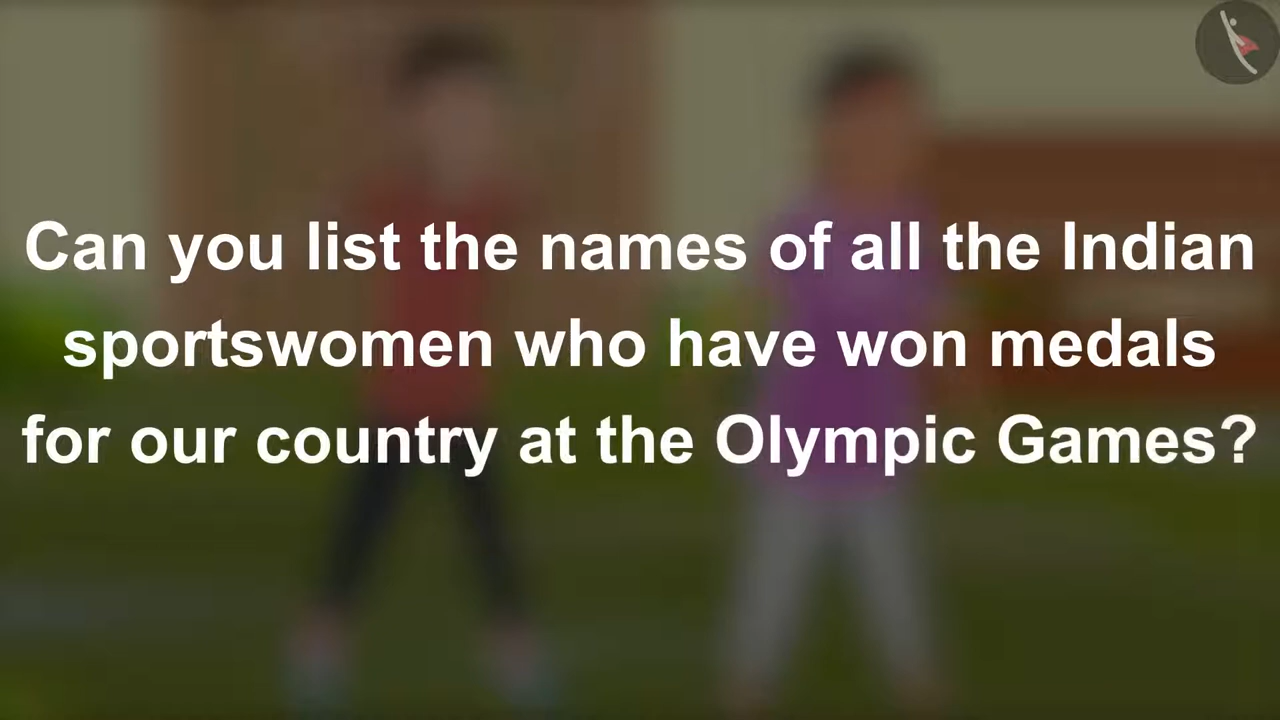 Can you list the names of all the Indian
sportswomen who have won medals
for our country at the Olympic Games?